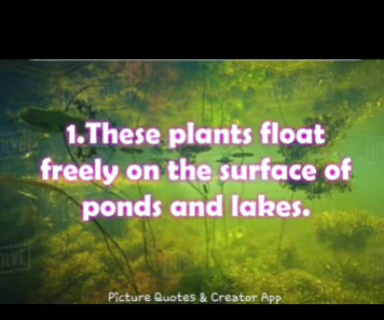 1.These plants float
freely on the surface of
ponds and lakes.
Picture Quotes & Creator App